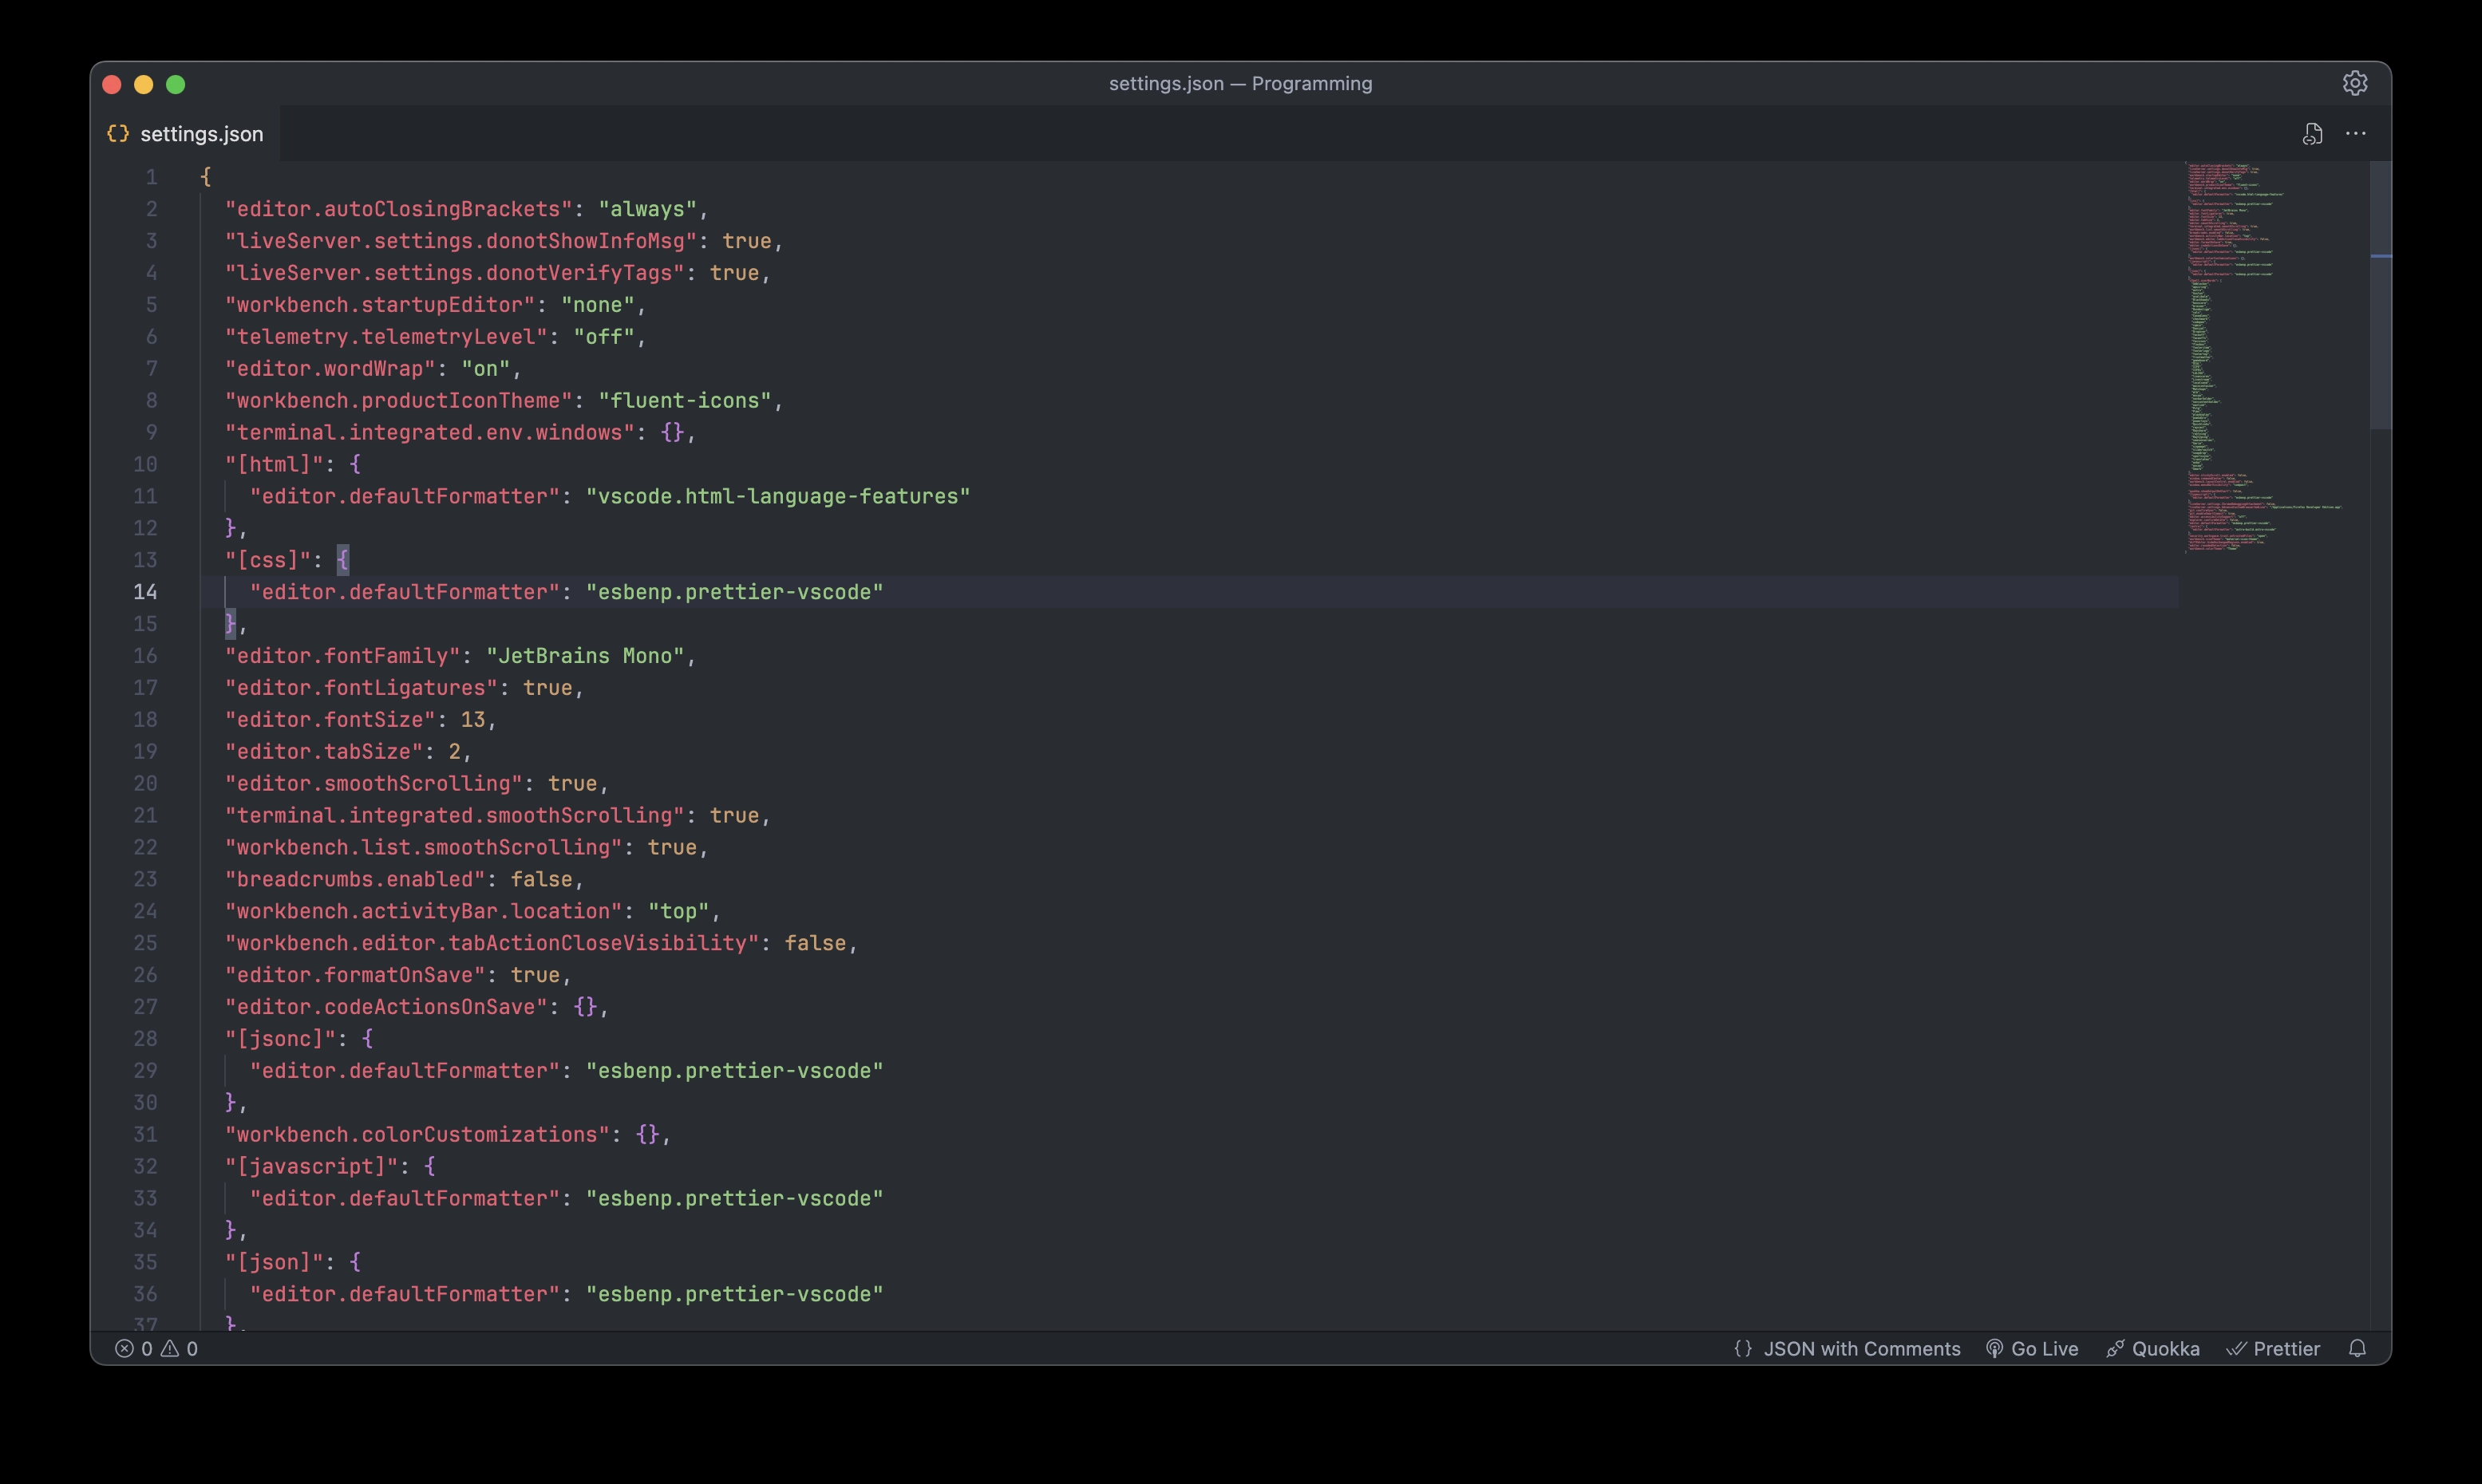 settings.json — Programming
{} settings.json
1 {
2 "editor.autoClosingBrackets": "always",
3 "liveServer.settings.donotShowInfoMsg": true,
4 "liveServer.settings.donotVerifyTags": true,
5 "workbench.startupEditor": "none",
6 "telemetry.telemetryLevel": "off",
7 "editor.wordWrap": "on",
8 "workbench.productIconTheme": "fluent-icons",
9 "terminal.integrated.env.windows": {},
10 "[html]": {
11 "editor.defaultFormatter": "vscode.html-language-features"
12 },
13 "[css]": {
14 "editor.defaultFormatter": "esbenp.prettier-vscode"
15 },
16 "editor.fontFamily": "JetBrains Mono",
17 "editor.fontLigatures": true,
18 "editor.fontSize": 13,
19 "editor.tabSize": 2,
20 "editor.smoothScrolling": true,
21 "terminal.integrated.smoothScrolling": true,
22 "workbench.list.smoothScrolling": true,
23 "breadcrumbs.enabled": false,
24 "workbench.activityBar.location": "top",
25 "workbench.editor.tabActionCloseVisibility": false,
26 "editor.formatOnSave": true,
27 "editor.codeActionsOnSave": {},
28 "[jsonc]": {
29 "editor.defaultFormatter": "esbenp.prettier-vscode"
30 },
31 "workbench.colorCustomizations": {},
32 "[javascript]": {
33 "editor.defaultFormatter": "esbenp.prettier-vscode"
34 },
35 "[json]": {
36 "editor.defaultFormatter": "esbenp.prettier-vscode"
37 },
0 0 {} JSON with Comments Go Live Quokka Prettier